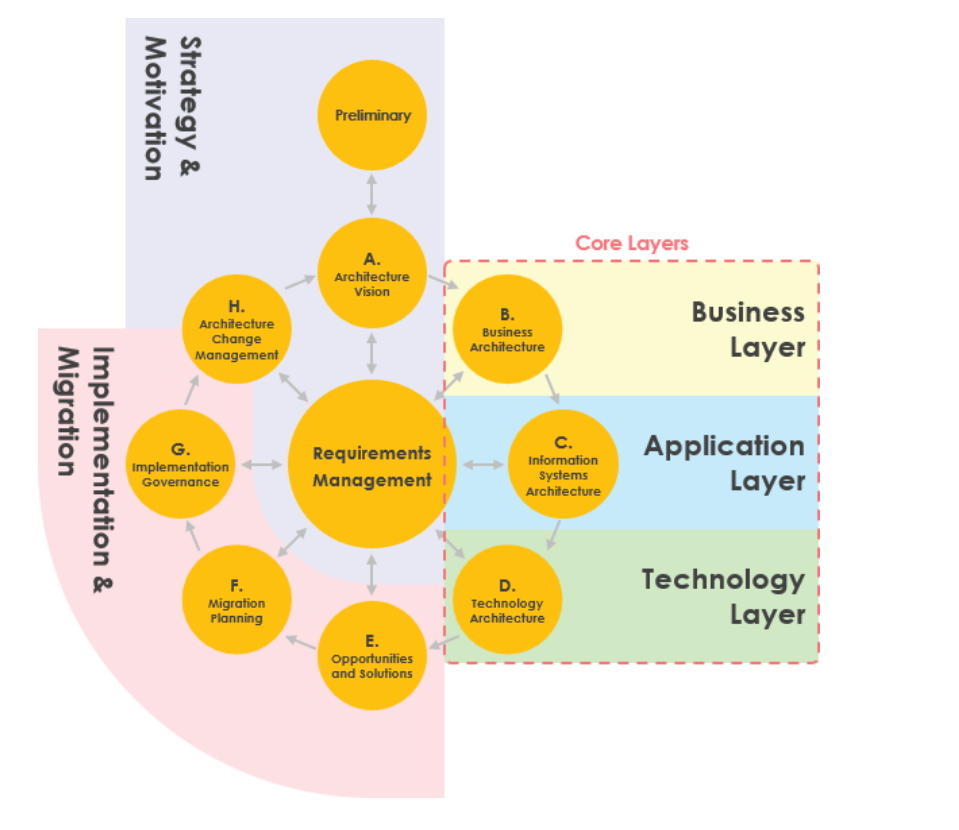 Strategy &
Motivation
Preliminary
Core Layers
A.
Architecture
Vision
H.
Architecture
Change
Management
B.
Business
Architecture
Business
Layer
Implementation &
Migration
G.
Implementation
Governance
Requirements
Management
C.
Information
Systems
Architecture
Application
Layer
F.
Migration
Planning
E.
Opportunities
and Solutions
D.
Technology
Architecture
Technology
Layer